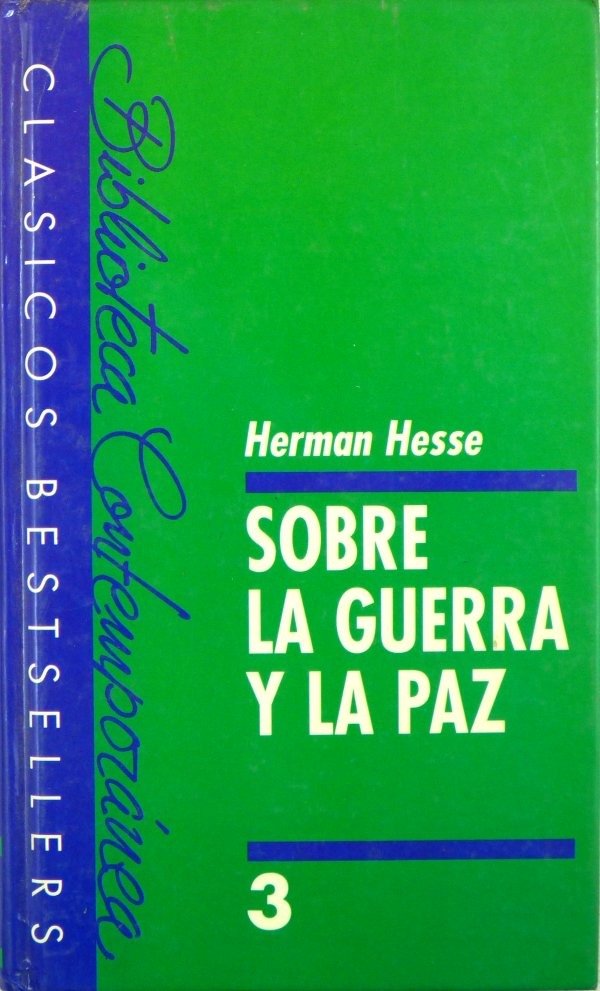 CLASICOS BESTSELLERS
Biblioteca Contemporánea
Herman Hesse
SOBRE
LA GUERRA
Y LA PAZ
3